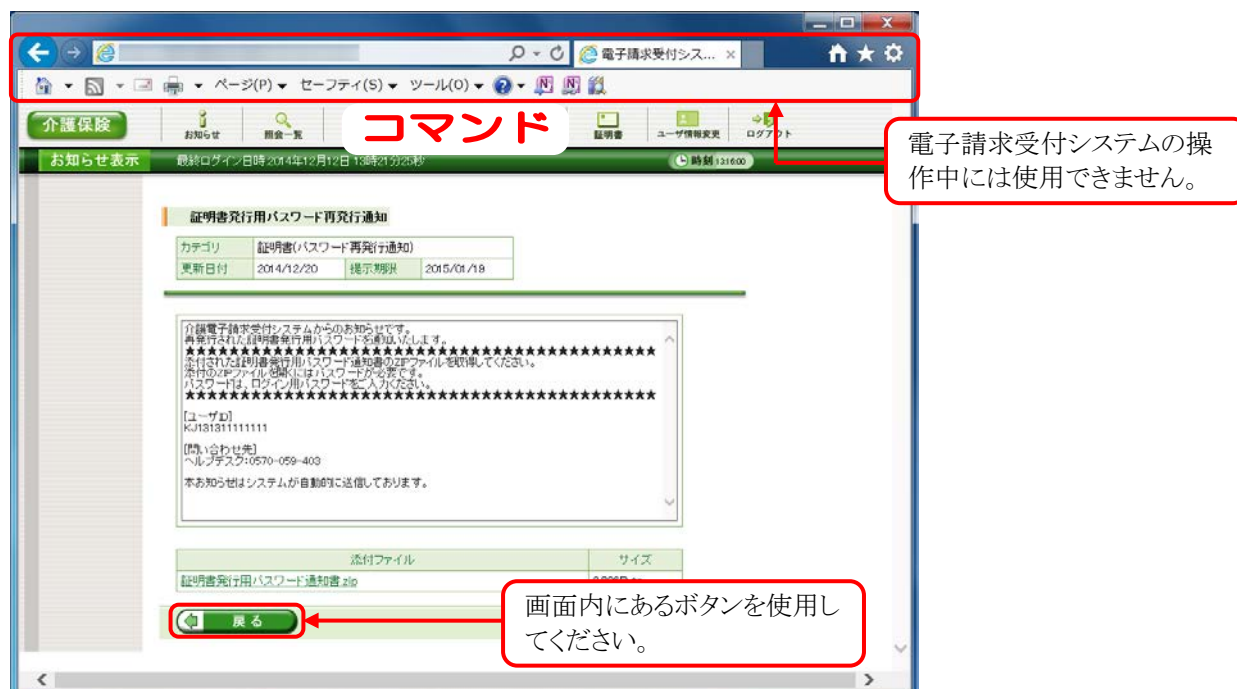 電子請求受付シス... ×
ページ(P) セーフティ(S) ツール(O)
介護保険 お知らせ 照会一覧 コマンド 証明書 ユーザ情報変更 ログアウト
お知らせ表示 最終ログイン日時 2014年12月12日 13時21分25秒 時刻 13:16:00
電子請求受付システムの操
作中には使用できません。
証明書発行用パスワード再発行通知
カテゴリ 証明書(パスワード再発行通知)
更新日付 2014/12/20 掲示期限 2015/01/19
介護電子請求受付システムからのお知らせです。
再発行された証明書発行用パスワードを通知いたします。
★★★★★★★★★★★★★★★★★★★★★★★★★★★★★★★★★★★★★★★★★★
添付された証明書発行用パスワード通知書のZIPファイルを取得してください。
添付のZIPファイルを開くにはパスワードが必要です。
パスワードは、ログイン用パスワードをご入力ください。
★★★★★★★★★★★★★★★★★★★★★★★★★★★★★★★★★★★★★★★★★★
[ユーザID]
KJ131311111111
[問い合わせ先]
ヘルプデスク:0570-059-403
本お知らせはシステムが自動的に送信しております。
添付ファイル サイズ
証明書発行用パスワード通知書.zip
画面内にあるボタンを使用し
てください。
戻る